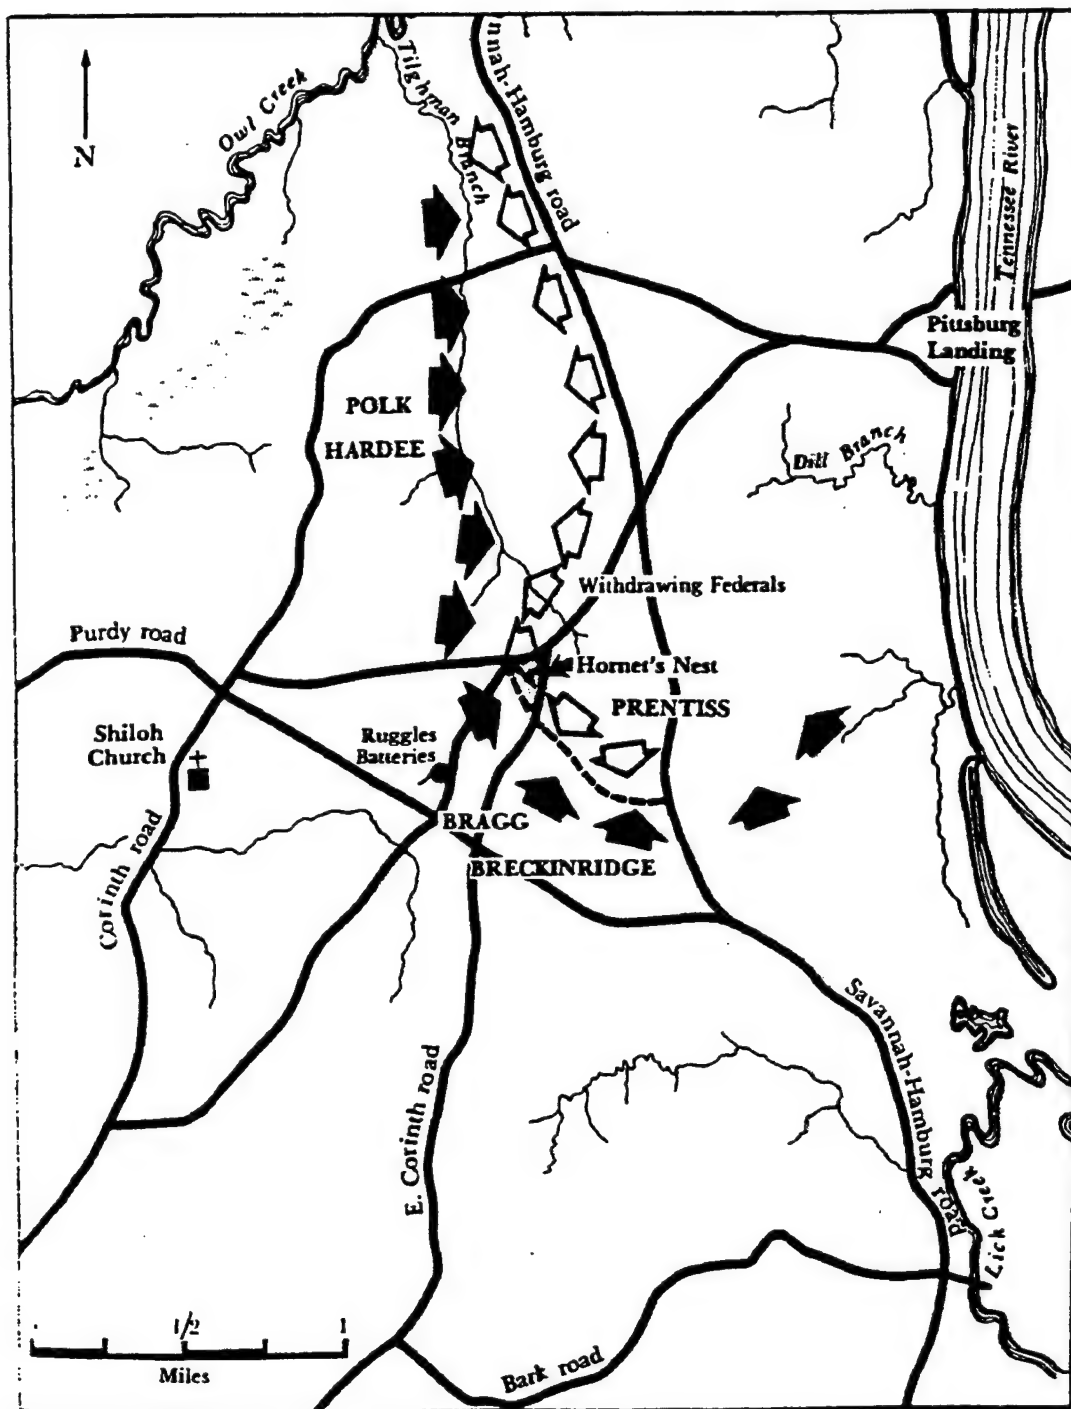 N
Owl Creek
Tilghman Branch
nnah-Hamburg road
Tennessee River
Pittsburg
Landing
POLK
HARDEE
Dill Branch
Withdrawing Federals
Purdy road
Hornet's Nest
PRENTISS
Shiloh
Church
Ruggles
Batteries
BRAGG
BRECKINRIDGE
Corinth road
Savannah-Hamburg road
E. Corinth road
Lick Creek
1/2 1
Miles
Bark road